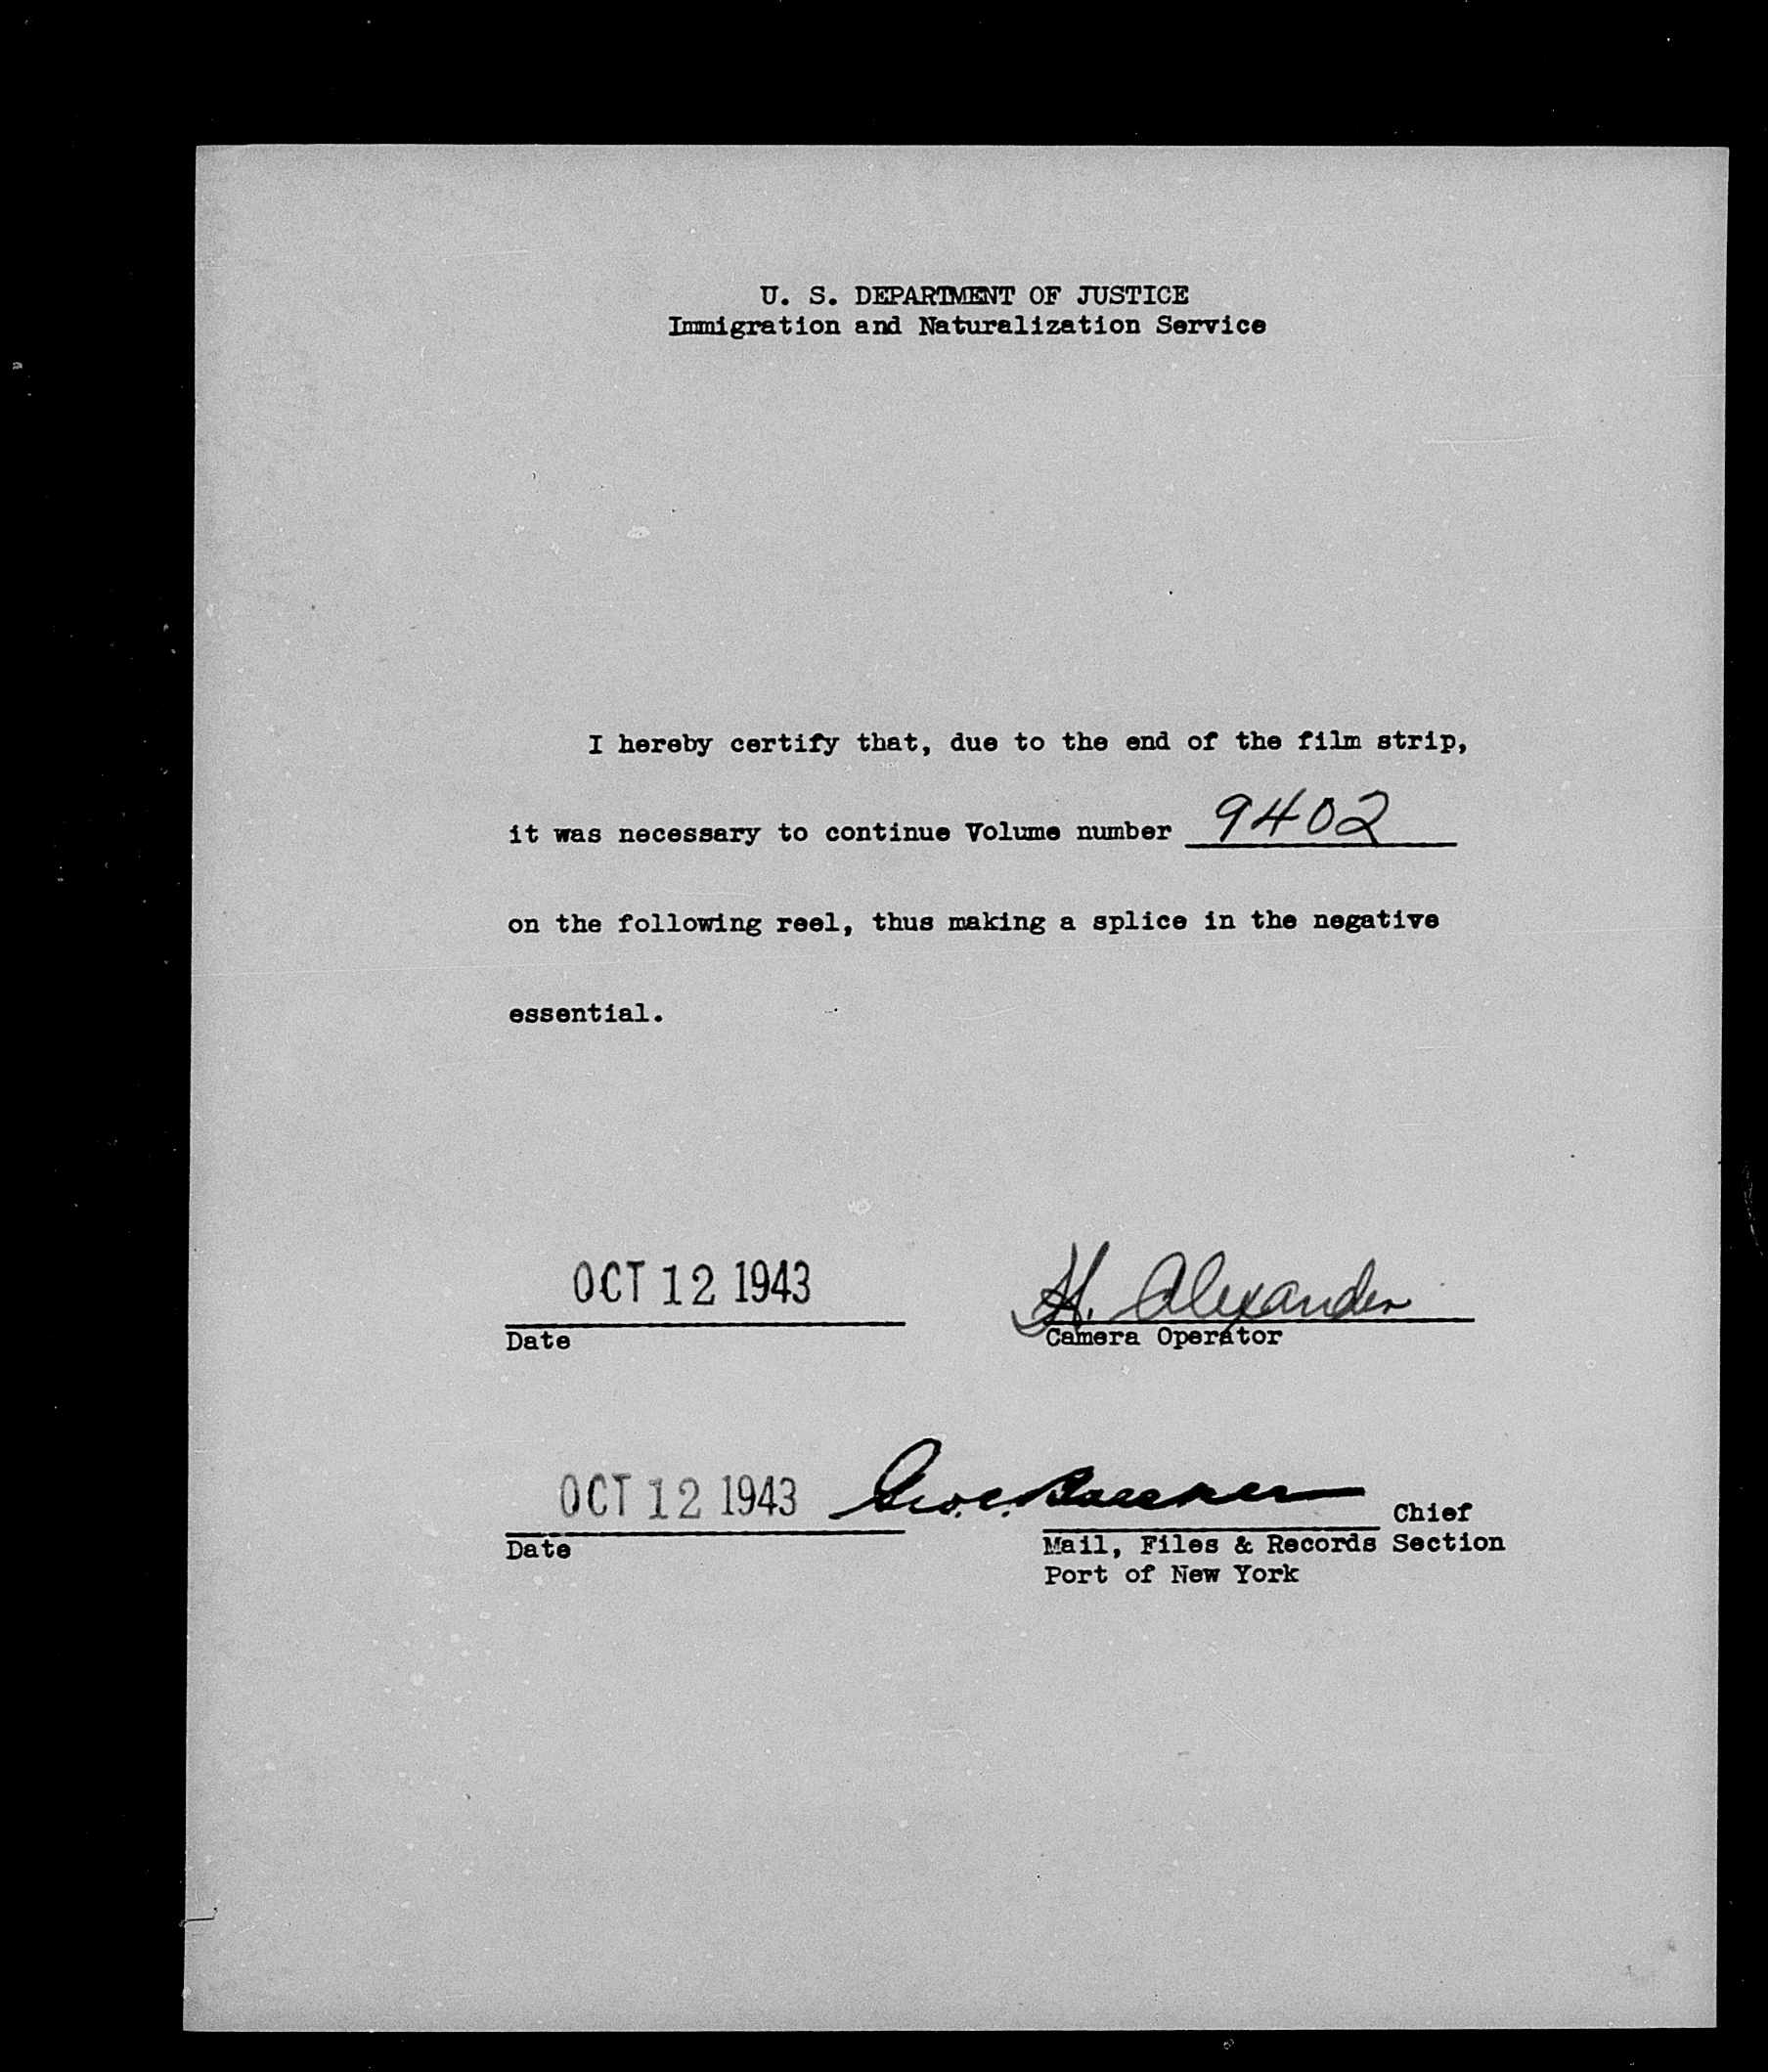 U. S. DEPARTMENT OF JUSTICE
Immigration and Naturalization Service
I hereby certify that, due to the end of the film strip,
it was necessary to continue Volume number 9402
on the following reel, thus making a splice in the negative
essential.
OCT 12 1943 H. Alexander
Date Camera Operator
OCT 12 1943 Geo. C. Chief
Date Mail, Files & Records Section
Port of New York